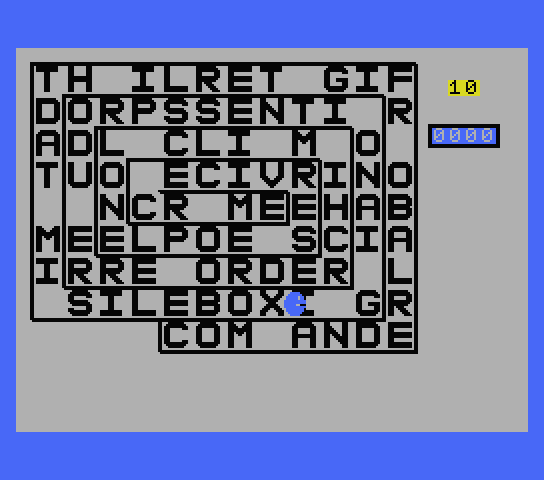 TH ILRET GIF
10
DORPSSENTI R
0000
ADL CLI M O
TUO ECIVRINO
NCR MEEHAB
MEELPOE SCIA
IRRE ORDER L
SILEBOXI GR
COM ANDE